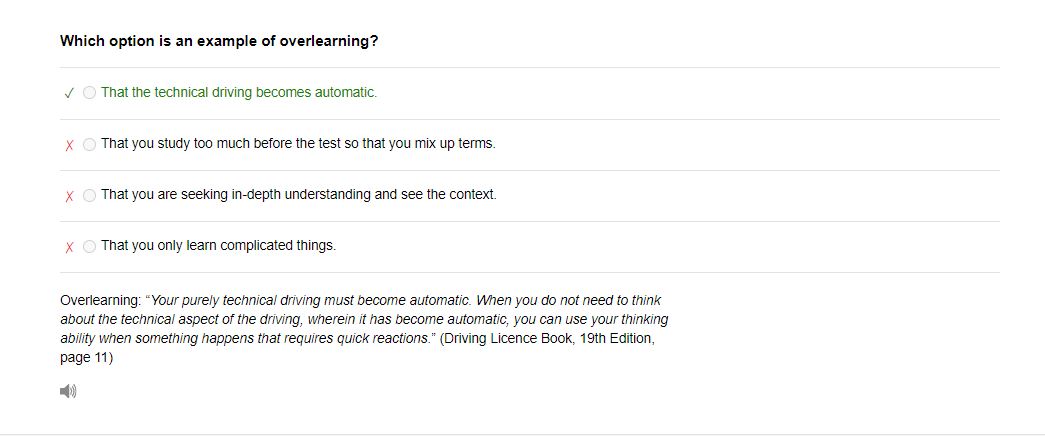 Which option is an example of overlearning?
✓ That the technical driving becomes automatic.
X That you study too much before the test so that you mix up terms.
X That you are seeking in-depth understanding and see the context.
X That you only learn complicated things.
Overlearning: “Your purely technical driving must become automatic. When you do not need to think
about the technical aspect of the driving, wherein it has become automatic, you can use your thinking
ability when something happens that requires quick reactions.” (Driving Licence Book, 19th Edition,
page 11)